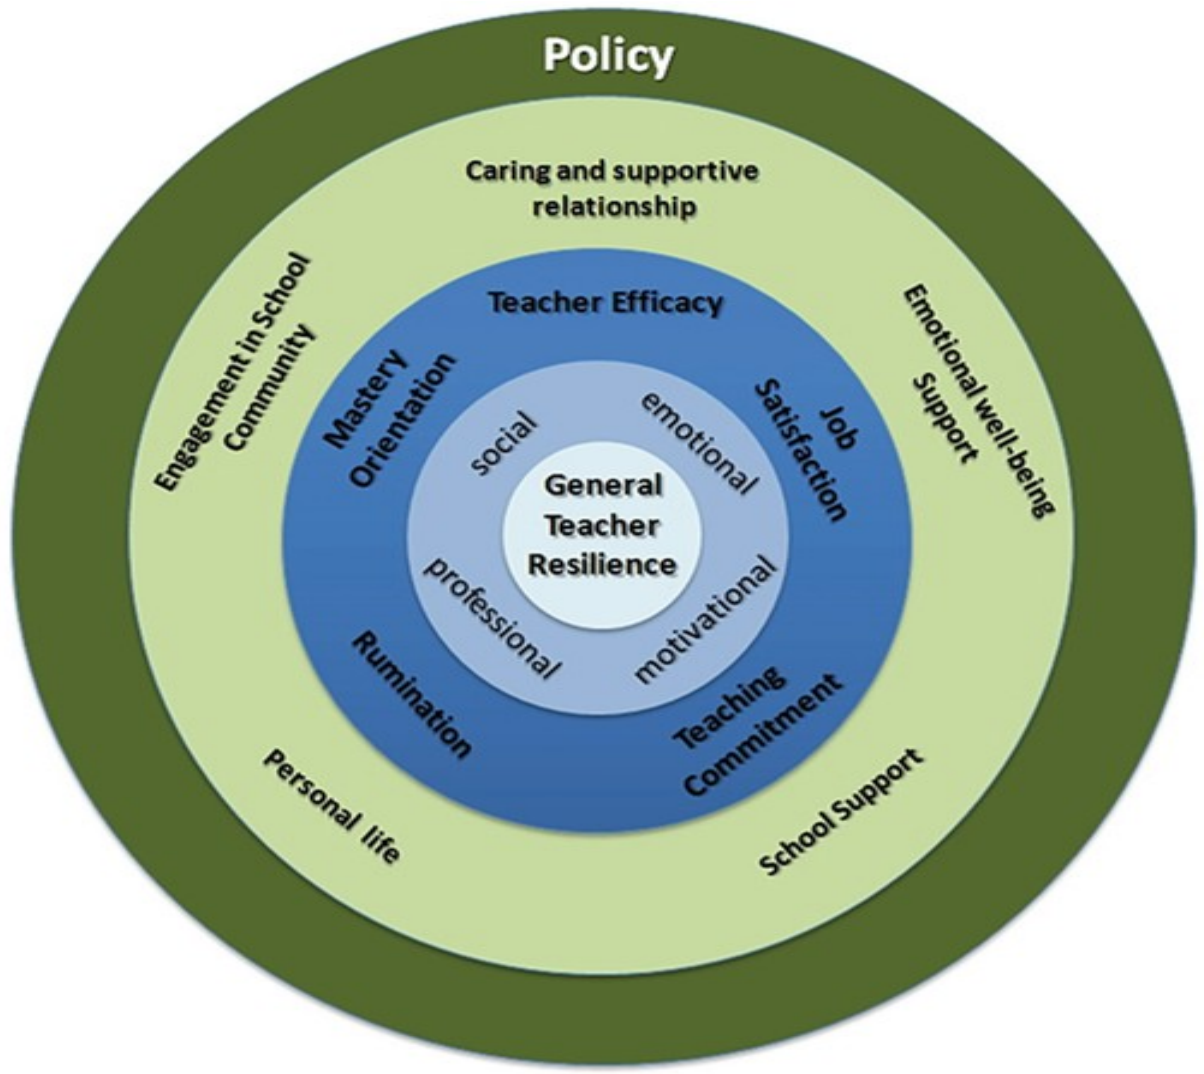 Policy
Caring and supportive
relationship
Engagement in School
Community
Emotional well-being
Support
Teacher Efficacy
Mastery
Orientation
Job
Satisfaction
social
emotional
General
Teacher
Resilience
professional
motivational
Rumination
Teaching
Commitment
Personal life
School Support